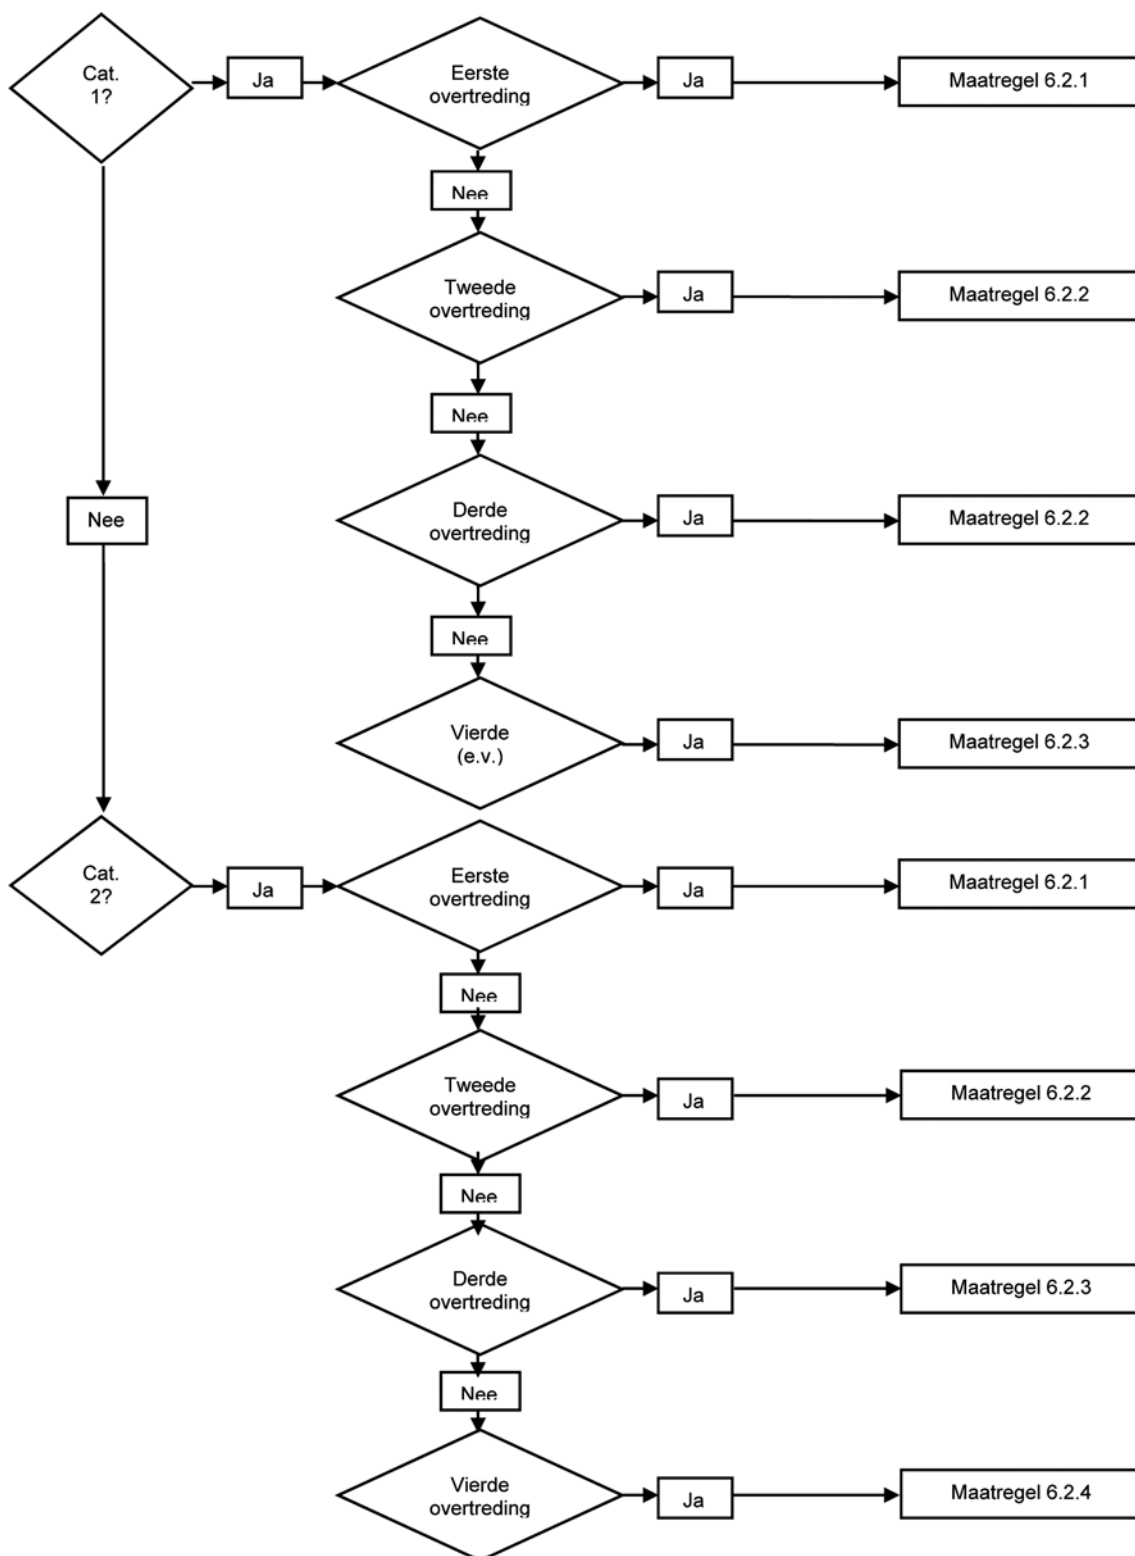 Cat.
1?
Ja
Eerste
overtreding
Ja
Maatregel 6.2.1
Nee
Tweede
overtreding
Ja
Maatregel 6.2.2
Nee
Derde
overtreding
Ja
Maatregel 6.2.2
Nee
Nee
Vierde
(e.v.)
Ja
Maatregel 6.2.3
Cat.
2?
Ja
Eerste
overtreding
Ja
Maatregel 6.2.1
Nee
Tweede
overtreding
Ja
Maatregel 6.2.2
Nee
Derde
overtreding
Ja
Maatregel 6.2.3
Nee
Vierde
overtreding
Ja
Maatregel 6.2.4